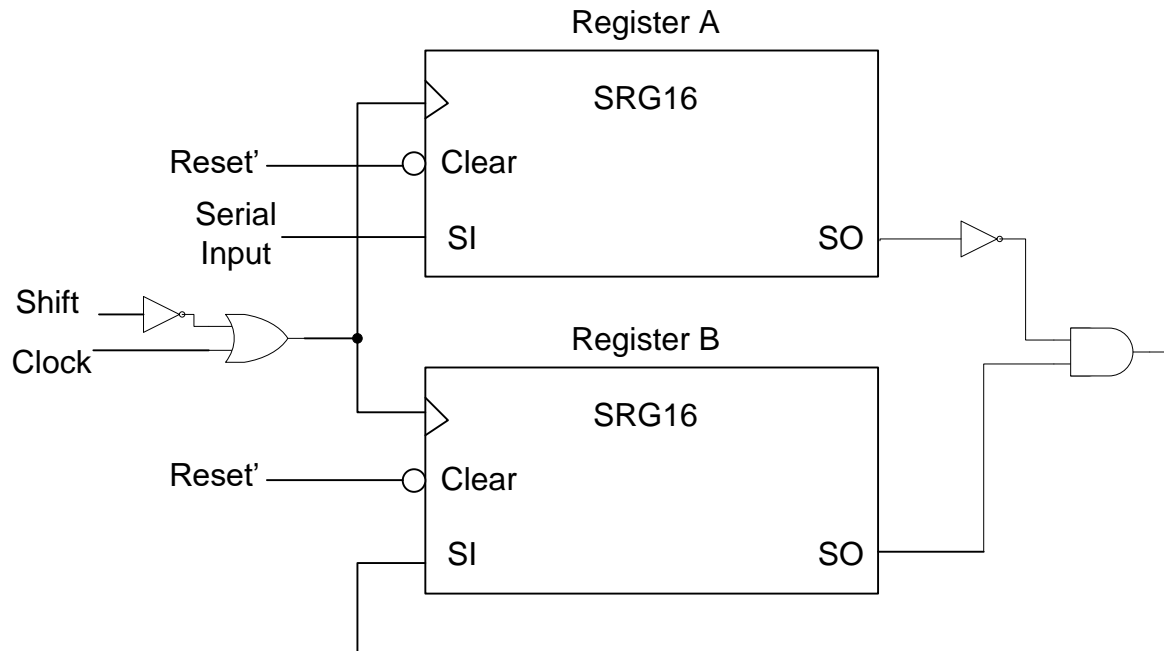 Register A
SRG16
Reset’
Clear
Serial
Input
SI
SO
Shift
Clock
Register B
SRG16
Reset’
Clear
SI
SO